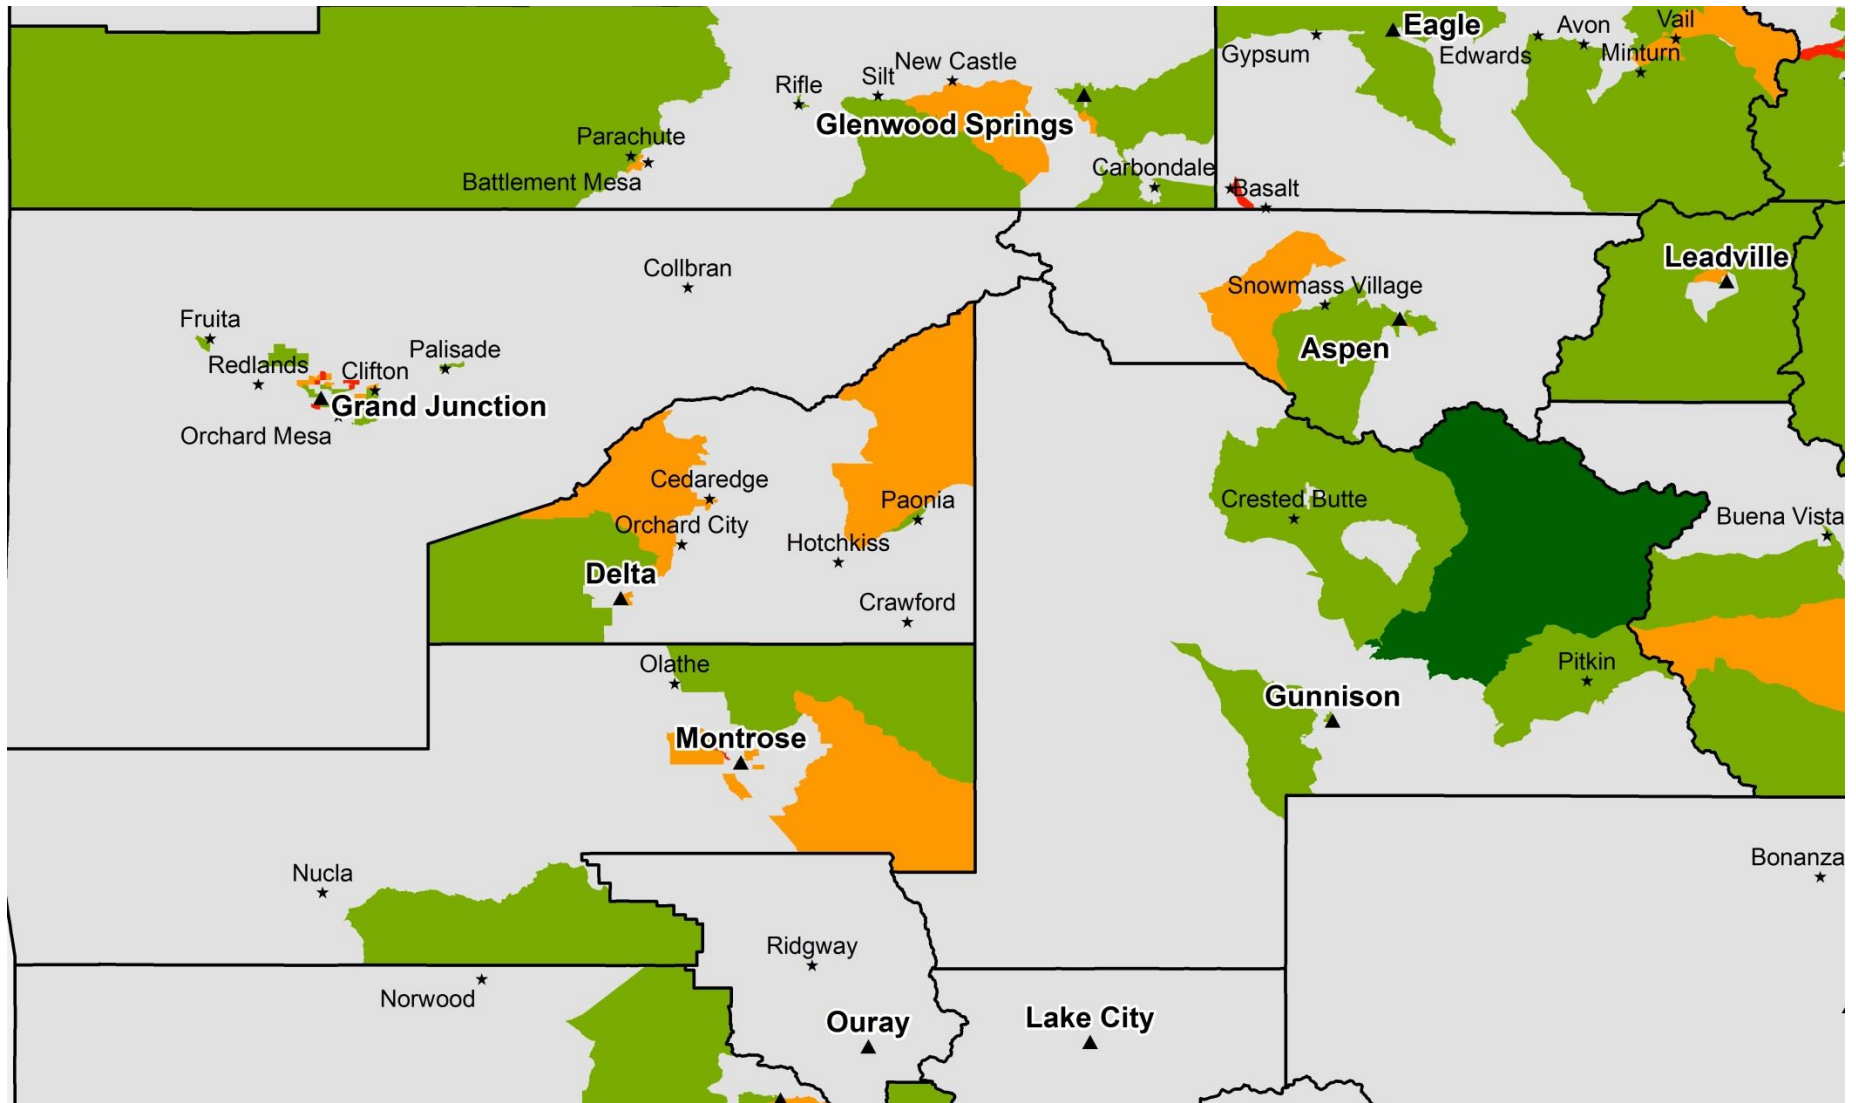 Eagle
Avon
Vail
Gypsum
Edwards
Minturn
New Castle
Silt
Rifle
Glenwood Springs
Parachute
Battlement Mesa
Carbondale
Basalt
Collbran
Leadville
Snowmass Village
Aspen
Fruita
Redlands
Clifton
Palisade
Grand Junction
Orchard Mesa
Cedaredge
Orchard City
Paonia
Hotchkiss
Crested Butte
Buena Vista
Delta
Crawford
Olathe
Pitkin
Gunnison
Montrose
Nucla
Bonanza
Ridgway
Norwood
Ouray
Lake City